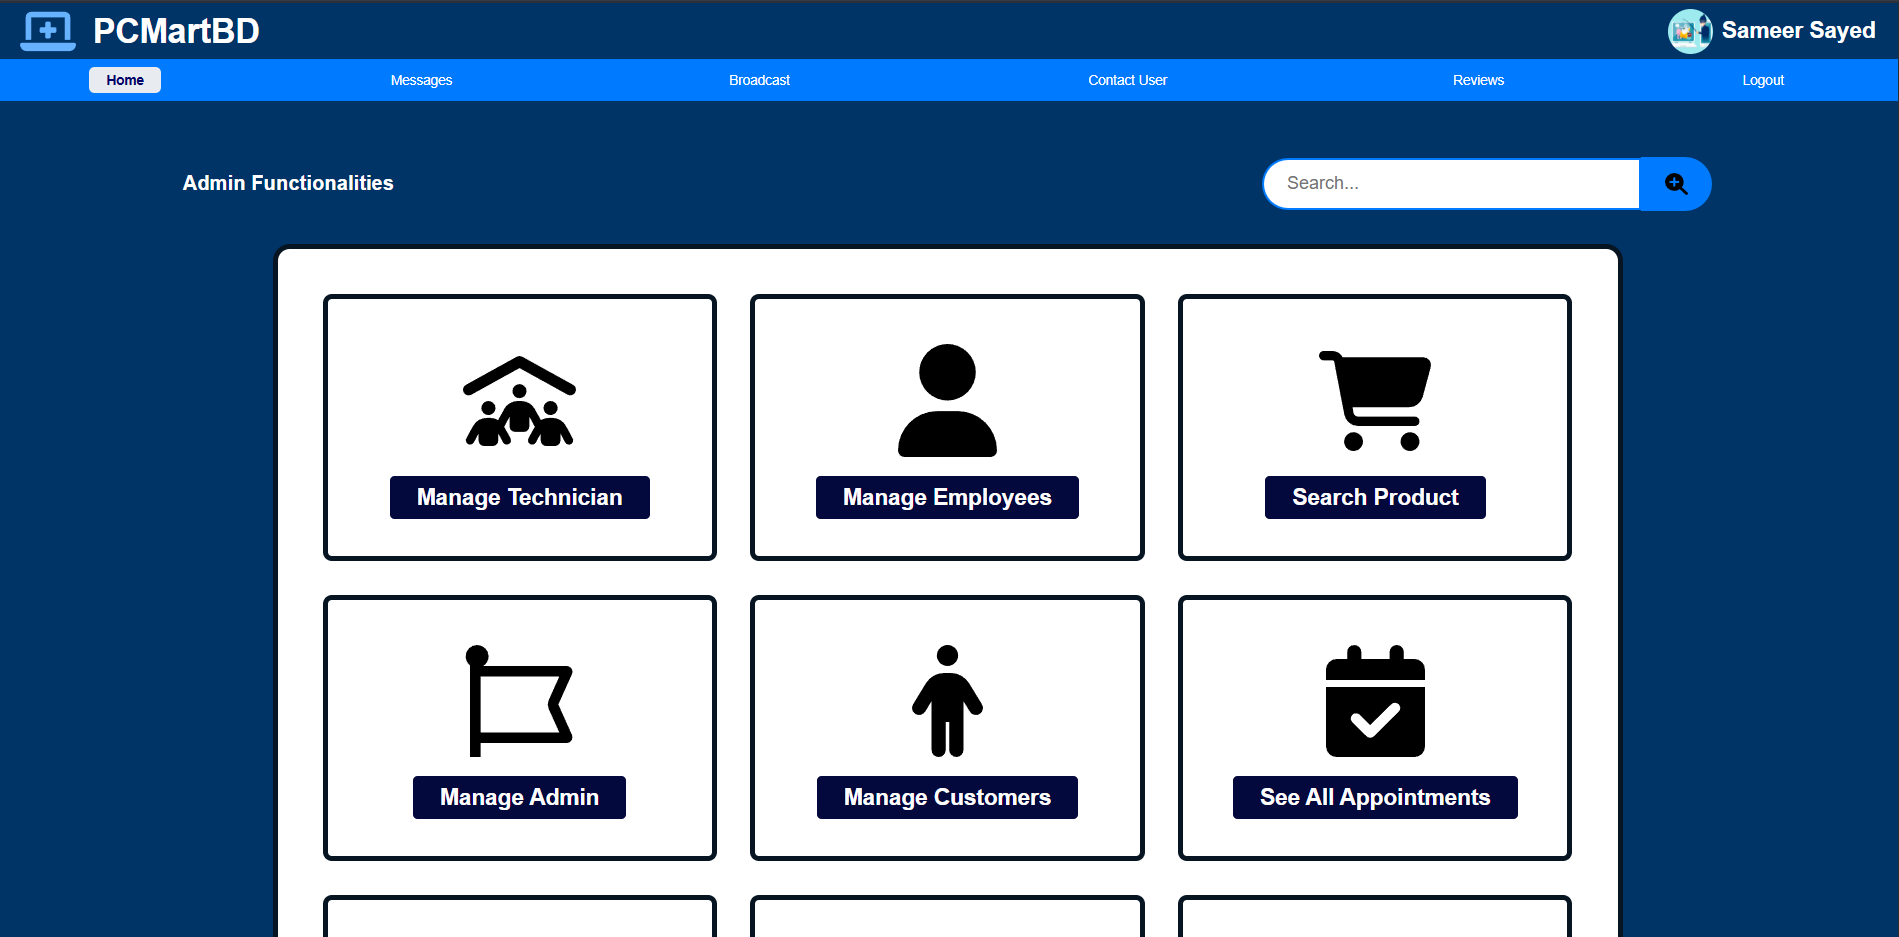 PCMartBD
Sameer Sayed
Home
Messages
Broadcast
Contact User
Reviews
Logout
Admin Functionalities
Search...
Manage Technician
Manage Employees
Search Product
Manage Admin
Manage Customers
See All Appointments